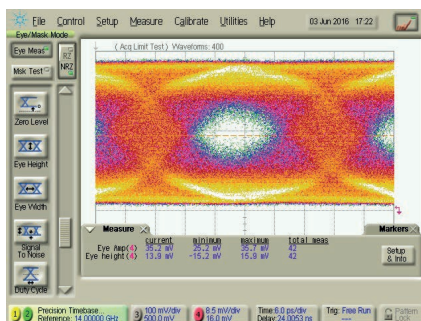 File Control Setup Measure Calibrate Utilities Help 03 Jun 2016 17:22
Eye/Mask Mode
Eye Meas
Msk Test
RZ
NRZ
( Acq Limit Test ) Waveforms: 400
Zero Level
Eye Height
Eye Width
Signal
To Noise
Duty Cycle
Measure
Markers
current minimum maximum total meas
Eye Amp(4) 35.2 mV 25.2 mV 35.7 mV 42
Eye height(4) 13.9 mV -15.2 mV 15.9 mV 42
Setup
& Info
1 2 Precision Timebase...
Reference: 14.00000 GHz
3 100 mV/div
500.0 mV
4 8.5 mV/div
16.0 mV
Time:6.0 ps/div
Delay:24.0053 ns
Trig: Free Run
---
Pattern
Lock